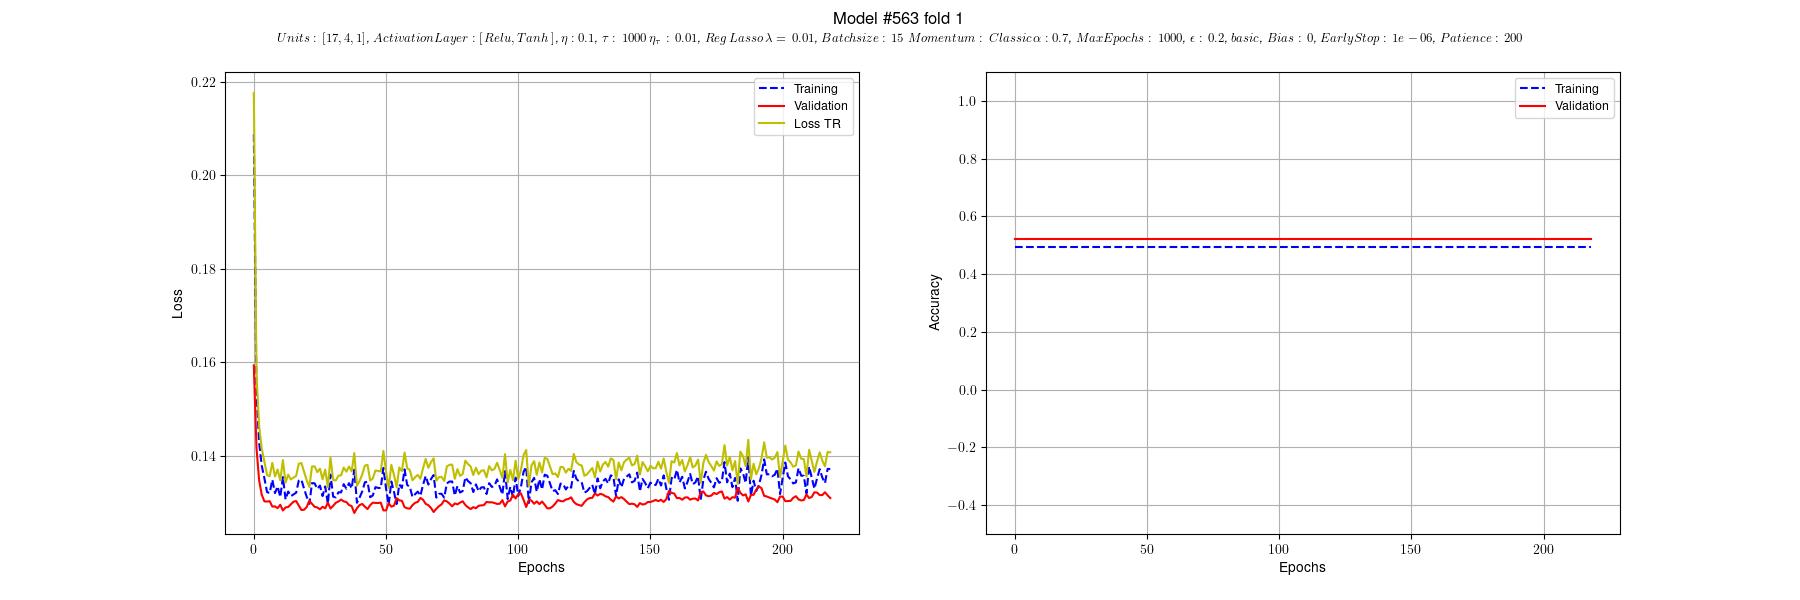 Model #563 fold 1
Units : [17, 4, 1], ActivationLayer : [Relu, Tanh], η : 0.1, τ : 1000 η_τ : 0.01, Reg Lasso λ = 0.01, Batchsize : 15 Momentum : Classic α : 0.7, MaxEpochs : 1000, ϵ : 0.2, basic, Bias : 0, EarlyStop : 1e − 06, Patience : 200
0.22
0.20
0.18
0.16
0.14
Loss
Training
Validation
Loss TR
0 50 100 150 200
Epochs
1.0
0.8
0.6
0.4
0.2
0.0
−0.2
−0.4
Accuracy
Training
Validation
0 50 100 150 200
Epochs